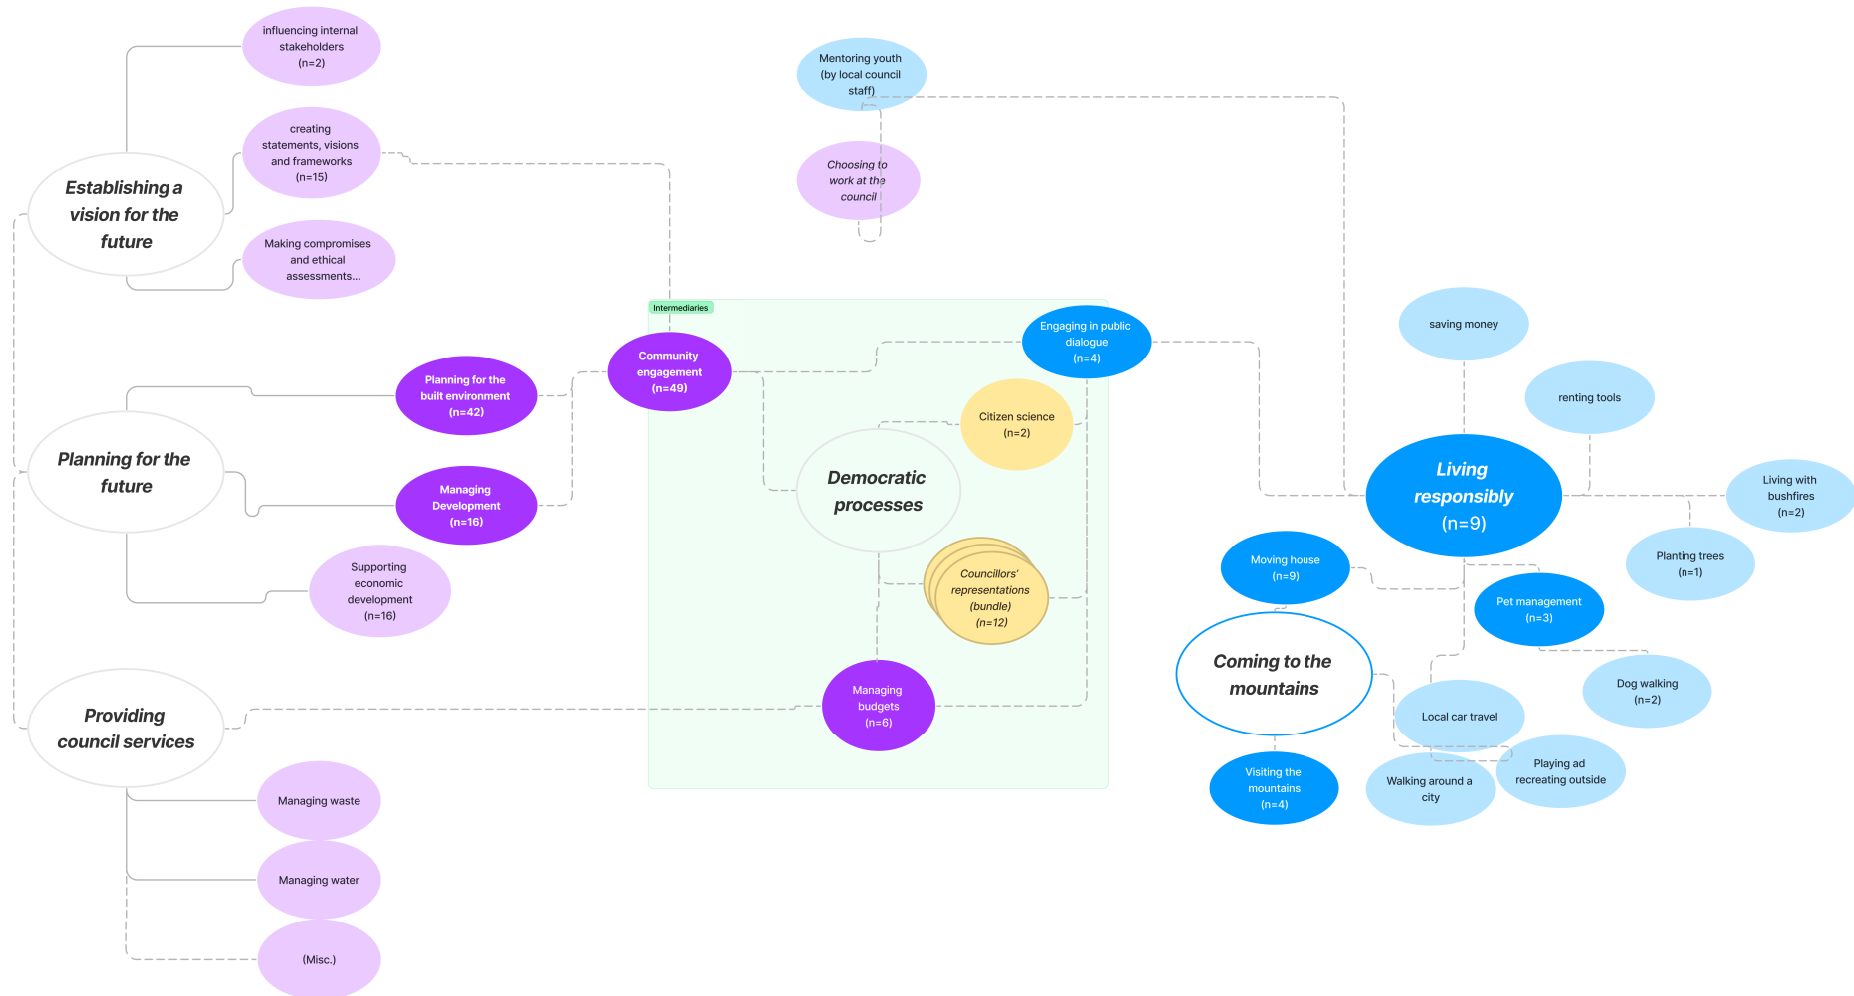 influencing internal
stakeholders
(n=2)
creating
statements, visions
and frameworks
(n=15)
Establishing a
vision for the
future
Making compromises
and ethical
assessments...
Mentoring youth
(by local council
staff)
Choosing to
work at the
council
Intermediaries
Community
engagement
(n=49)
Engaging in public
dialogue
(n=4)
Planning for the
built environment
(n=42)
Citizen science
(n=2)
Planning for the
future
Democratic
processes
Managing
Development
(n=16)
Supporting
economic
development
(n=16)
Councillors'
representations
(bundle)
(n=12)
Managing
budgets
(n=6)
Providing
council services
Managing waste
Managing water
(Misc.)
saving money
renting tools
Living
responsibly
(n=9)
Living with
bushfires
(n=2)
Planting trees
(n=1)
Moving house
(n=9)
Pet management
(n=3)
Coming to the
mountains
Dog walking
(n=2)
Local car travel
Visiting the
mountains
(n=4)
Walking around a
city
Playing ad
recreating outside